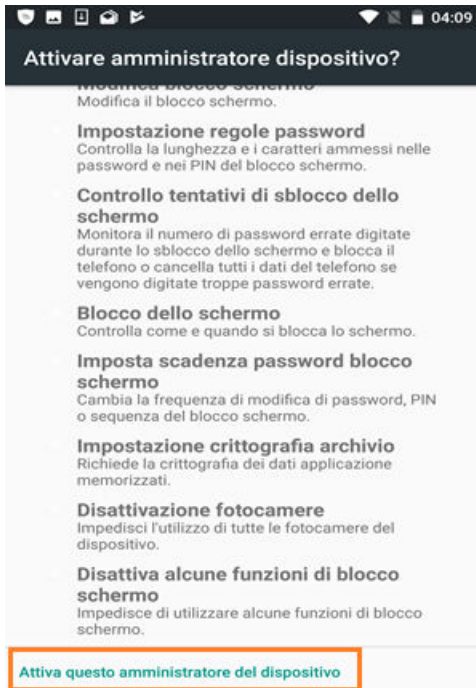 04:09
Attivare amministratore dispositivo?
Modifica blocco schermo
Modifica il blocco schermo.
Impostazione regole password
Controlla la lunghezza e i caratteri ammessi nelle
password e nei PIN del blocco schermo.
Controllo tentativi di sblocco dello
schermo
Monitora il numero di password errate digitate
durante lo sblocco dello schermo e blocca il
telefono o cancella tutti i dati del telefono se
vengono digitate troppe password errate.
Blocco dello schermo
Controlla come e quando si blocca lo schermo.
Imposta scadenza password blocco
schermo
Cambia la frequenza di modifica di password, PIN
o sequenza del blocco schermo.
Impostazione crittografia archivio
Richiede la crittografia dei dati applicazione
memorizzati.
Disattivazione fotocamere
Impedisci l'utilizzo di tutte le fotocamere del
dispositivo.
Disattiva alcune funzioni di blocco
schermo
Impedisce di utilizzare alcune funzioni di blocco
schermo.
Attiva questo amministratore del dispositivo